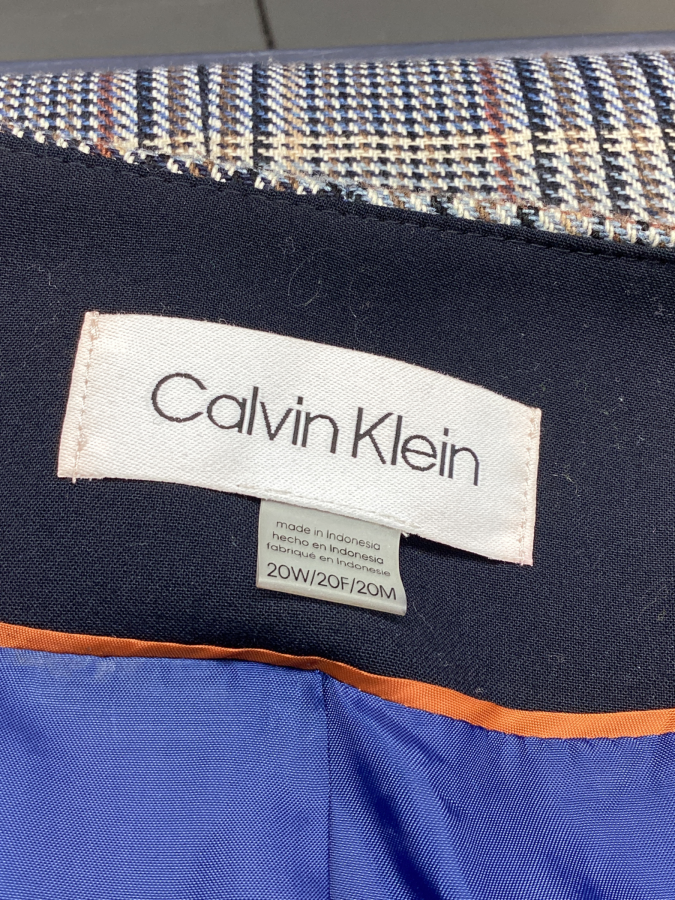 Calvin Klein
made in Indonesia
hecho en Indonesia
fabriqué en Indonesie
20W/20F/20M